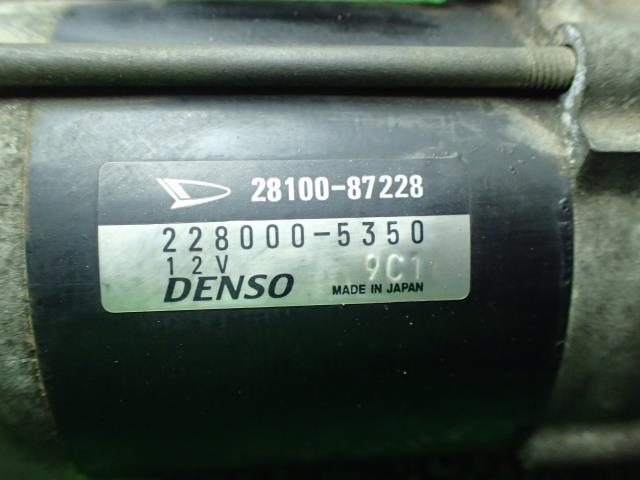 28100-87228
228000-5350
12V 9C1
DENSO MADE IN JAPAN